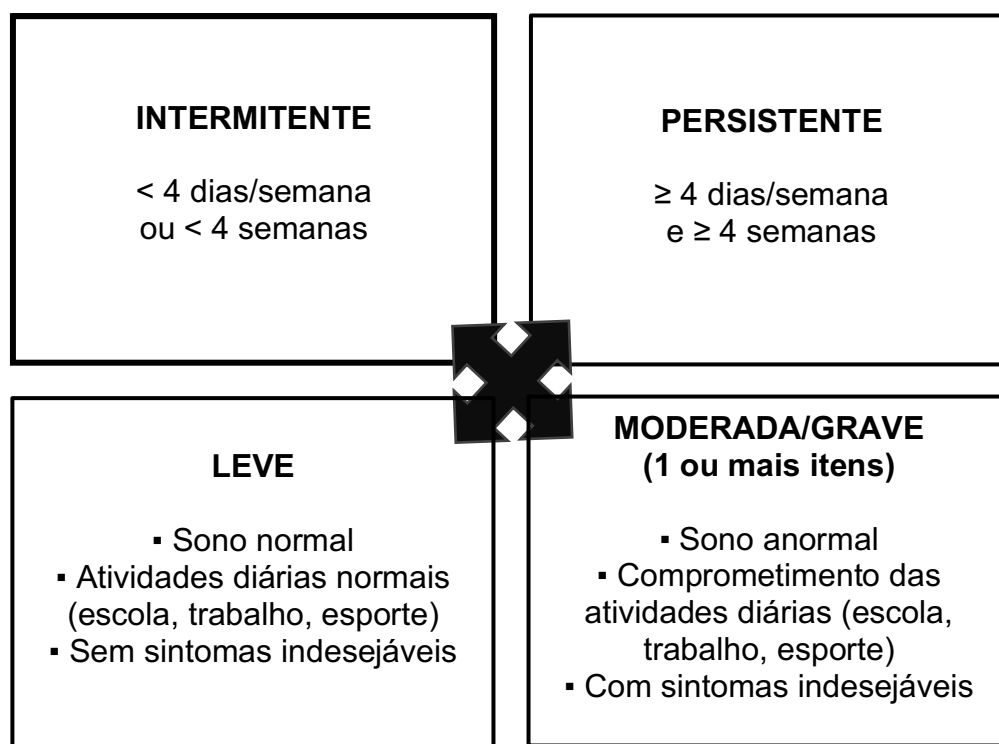 INTERMITENTE
< 4 dias/semana
ou < 4 semanas
PERSISTENTE
≥ 4 dias/semana
e ≥ 4 semanas
LEVE
▪ Sono normal
▪ Atividades diárias normais
(escola, trabalho, esporte)
▪ Sem sintomas indesejáveis
MODERADA/GRAVE
(1 ou mais itens)
▪ Sono anormal
▪ Comprometimento das
atividades diárias (escola,
trabalho, esporte)
▪ Com sintomas indesejáveis